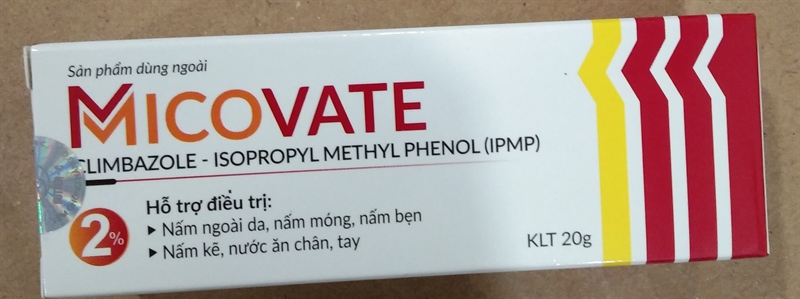 Sản phẩm dùng ngoài
MICOVATE
CLIMBAZOLE - ISOPROPYL METHYL PHENOL (IPMP)
2%
Hỗ trợ điều trị:
▸ Nấm ngoài da, nấm móng, nấm bẹn
▸ Nấm kẽ, nước ăn chân, tay
KLT 20g